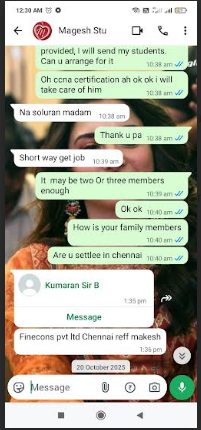 12:30 AM
Magesh Stu
provided, I will send my students.
Can u arrange for it
10:38 am
Oh ccna certification ah ok ok i will
take care of him
10:38 am
Na soluran madam 10:38 am
Thank u pa 10:38 am
Short way get job 10:39 am
It may be two Or three members
enough
10:39 am
Ok ok 10:40 am
How is your family members
10:40 am
Are u settlee in chennai 10:40 am
Kumaran Sir B
1:35 pm
Message
Finecons pvt ltd Chennai reff makesh
1:36 pm
20 October 2025
Message